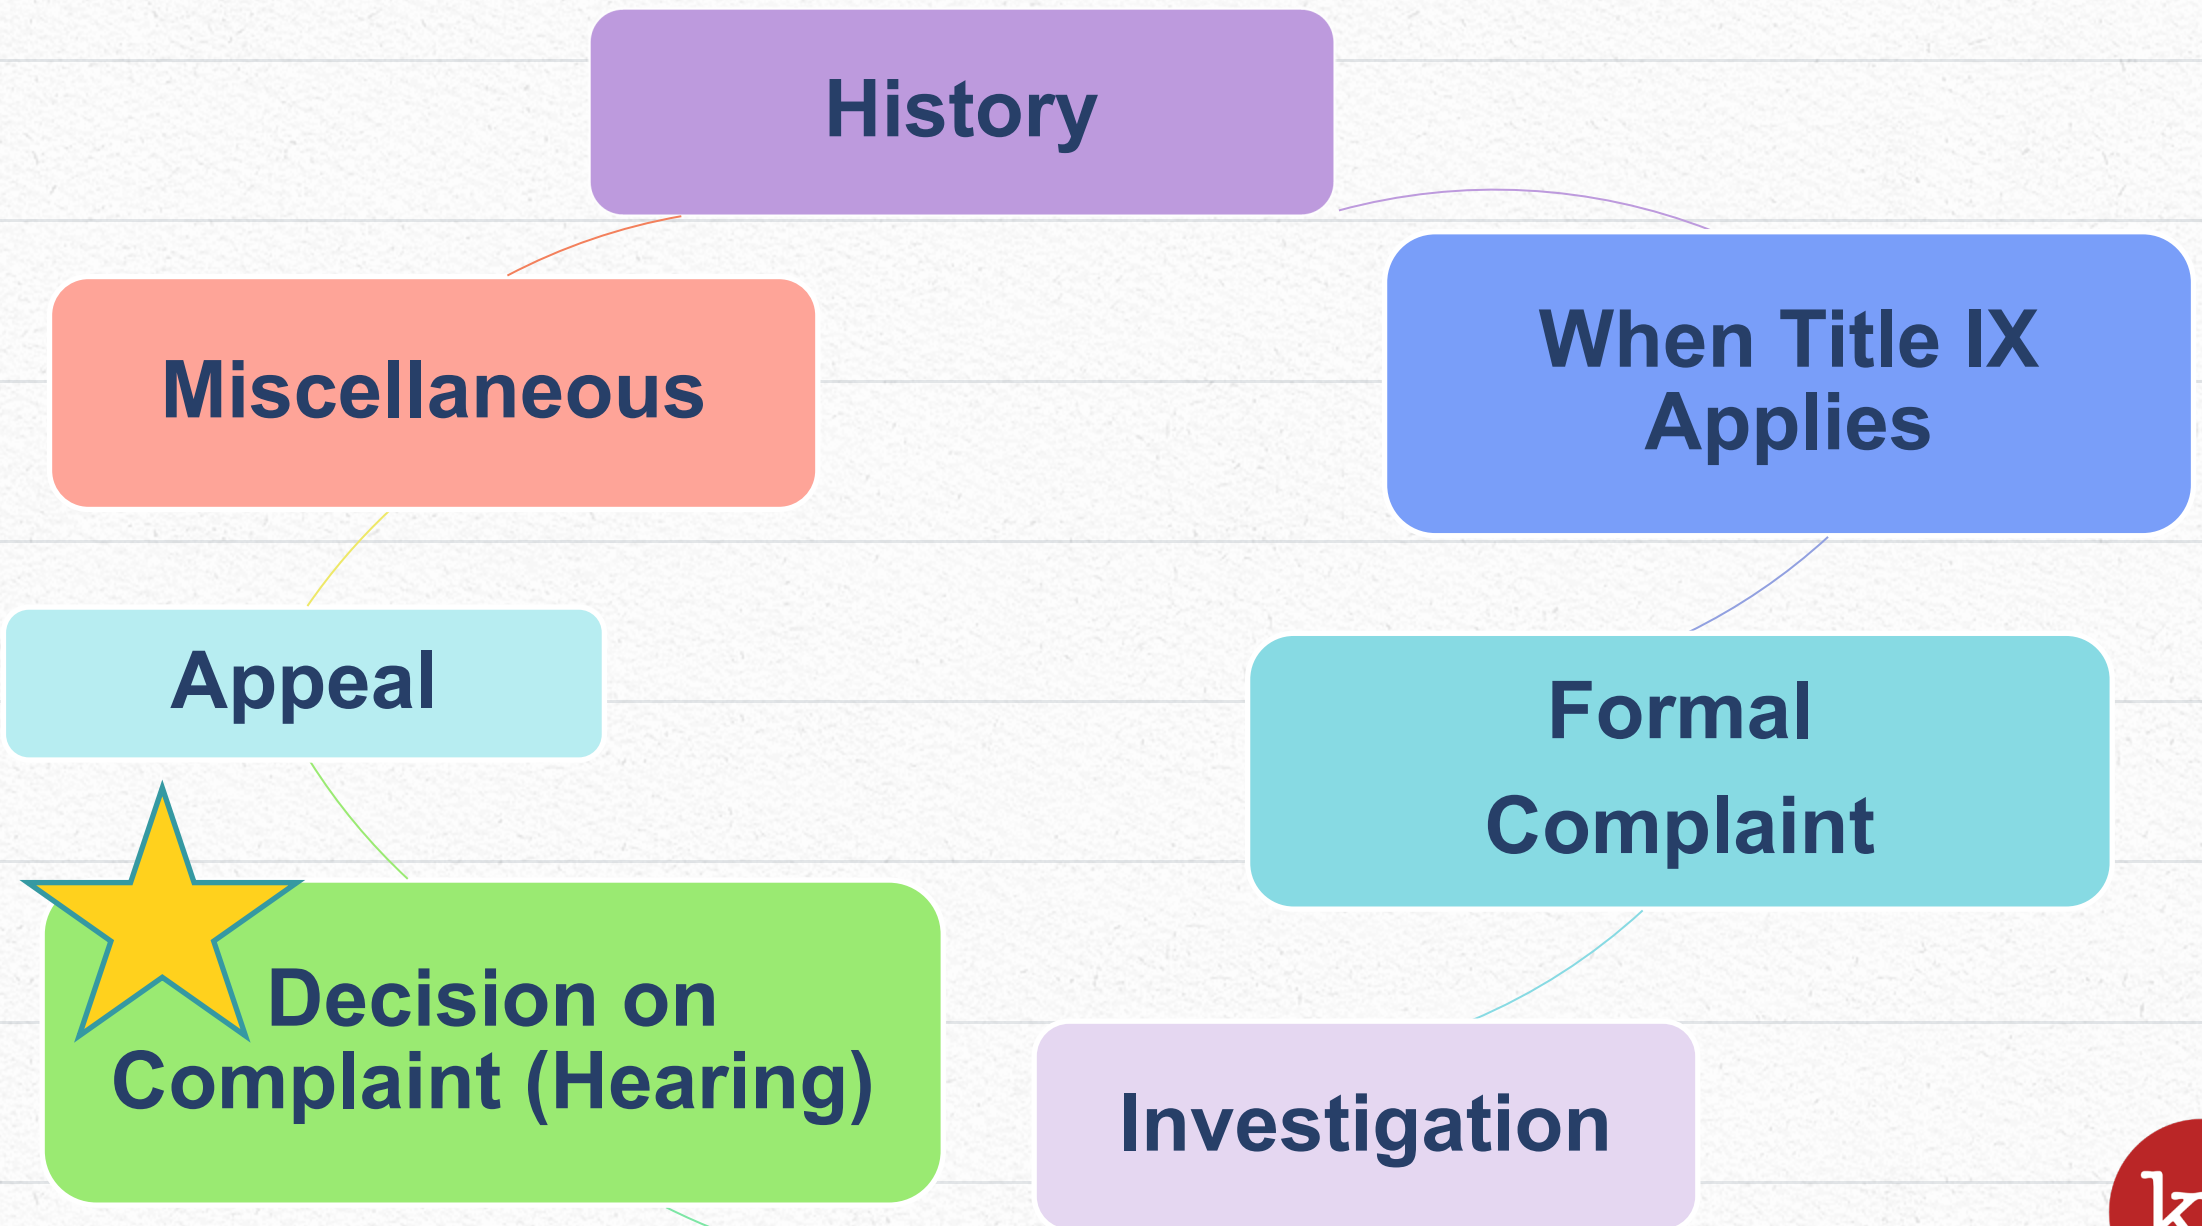 History
When Title IX
Applies
Formal
Complaint
Investigation
Decision on
Complaint (Hearing)
Appeal
Miscellaneous
k